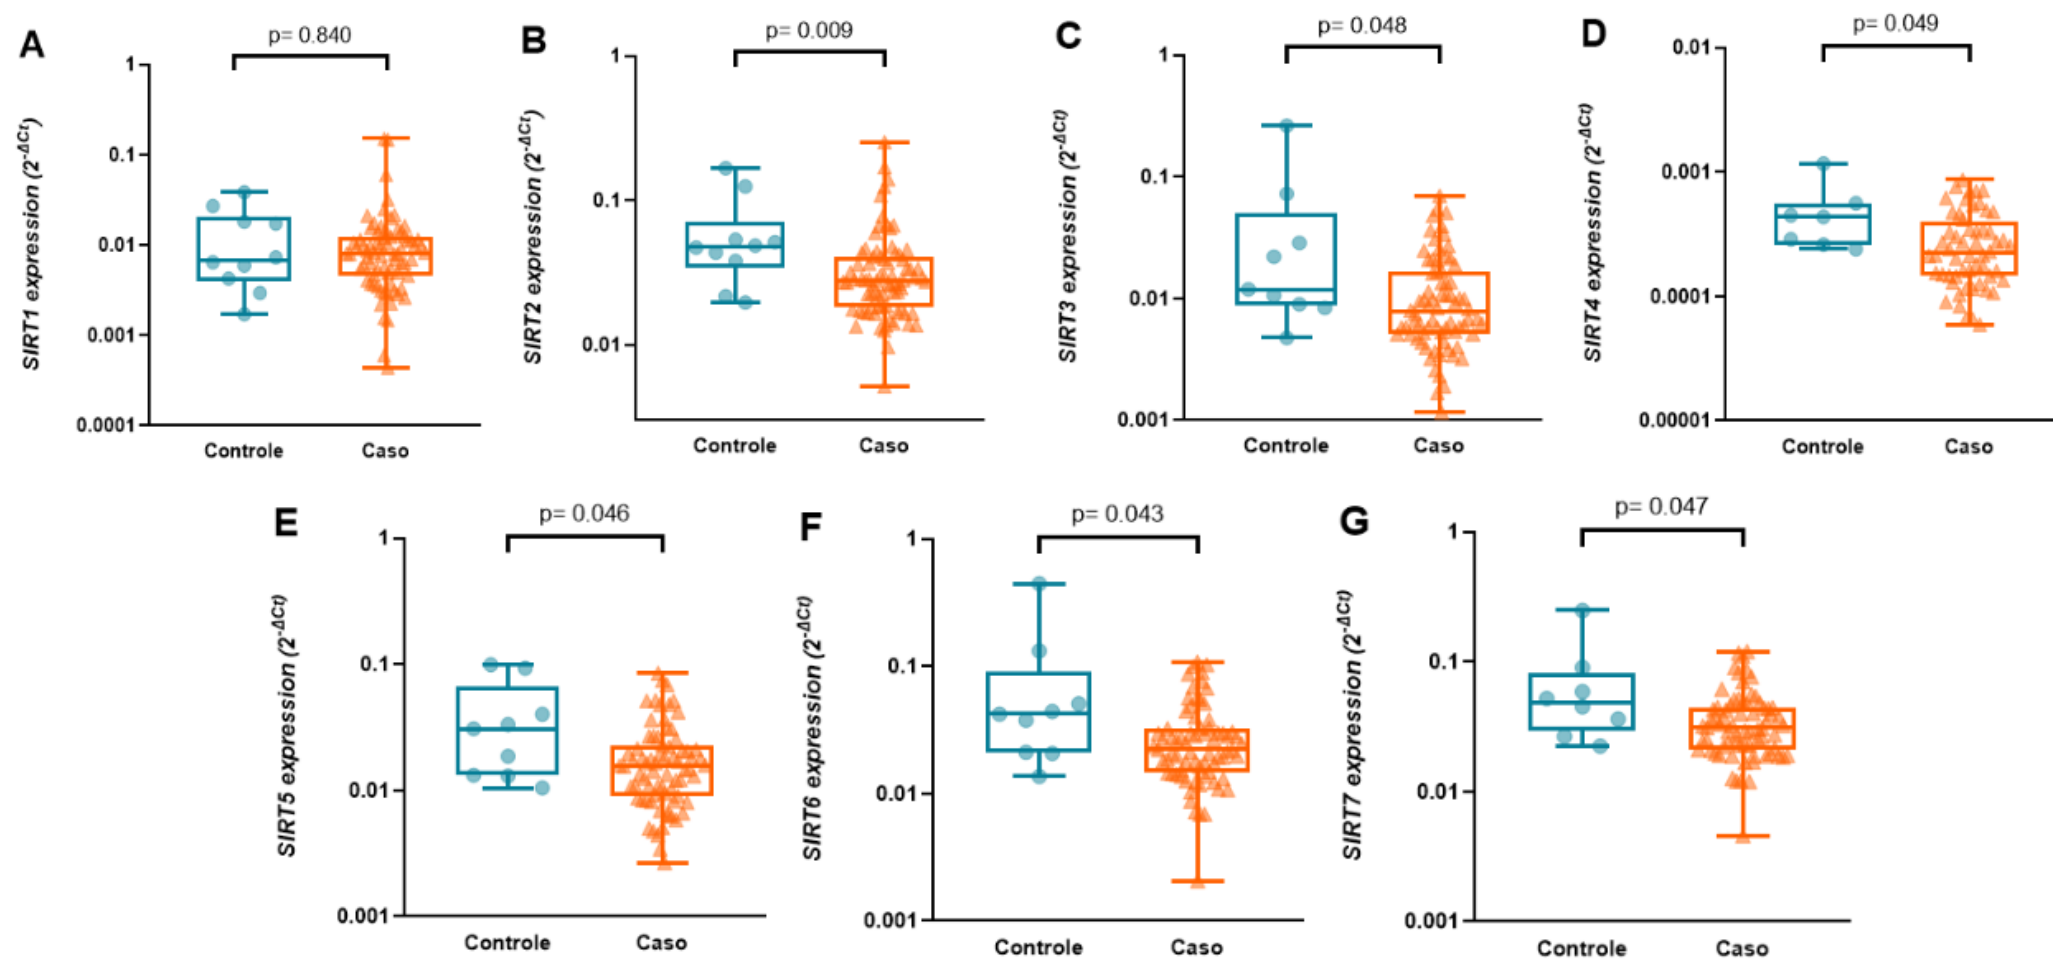 A
p= 0.840
SIRT1 expression (2^-ΔCt)
1
0.1
0.01
0.001
0.0001
Controle
Caso
B
p= 0.009
SIRT2 expression (2^-ΔCt)
1
0.1
0.01
Controle
Caso
C
p= 0.048
SIRT3 expression (2^-ΔCt)
1
0.1
0.01
0.001
Controle
Caso
D
p= 0.049
SIRT4 expression (2^-ΔCt)
0.01
0.001
0.0001
0.00001
Controle
Caso
E
p= 0.046
SIRT5 expression (2^-ΔCt)
1
0.1
0.01
0.001
Controle
Caso
F
p= 0.043
SIRT6 expression (2^-ΔCt)
1
0.1
0.01
0.001
Controle
Caso
G
p= 0.047
SIRT7 expression (2^-ΔCt)
1
0.1
0.01
0.001
Controle
Caso